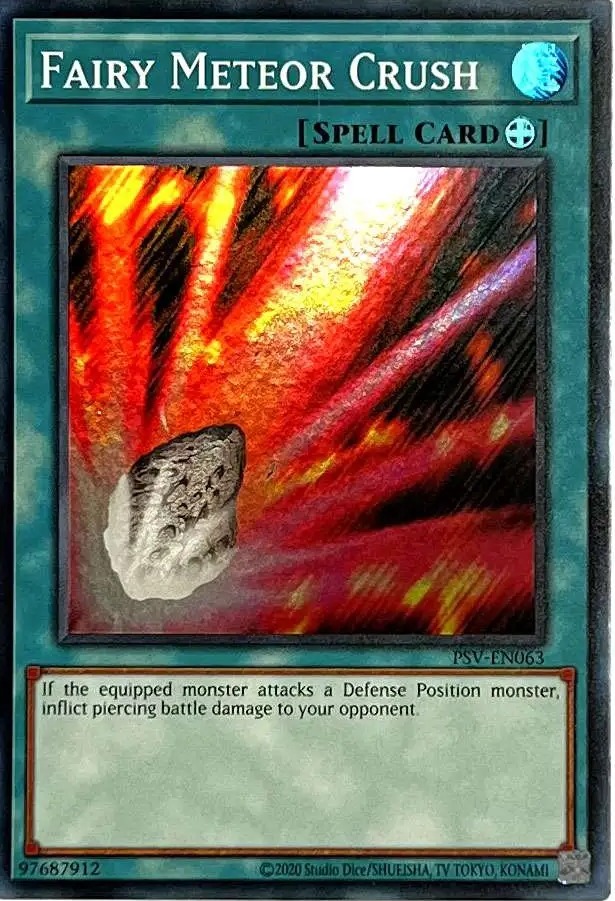 FAIRY METEOR CRUSH
[SPELL CARD]
PSV-EN063
If the equipped monster attacks a Defense Position monster,
inflict piercing battle damage to your opponent.
97687912
©2020 Studio Dice/SHUEISHA, TV TOKYO, KONAMI